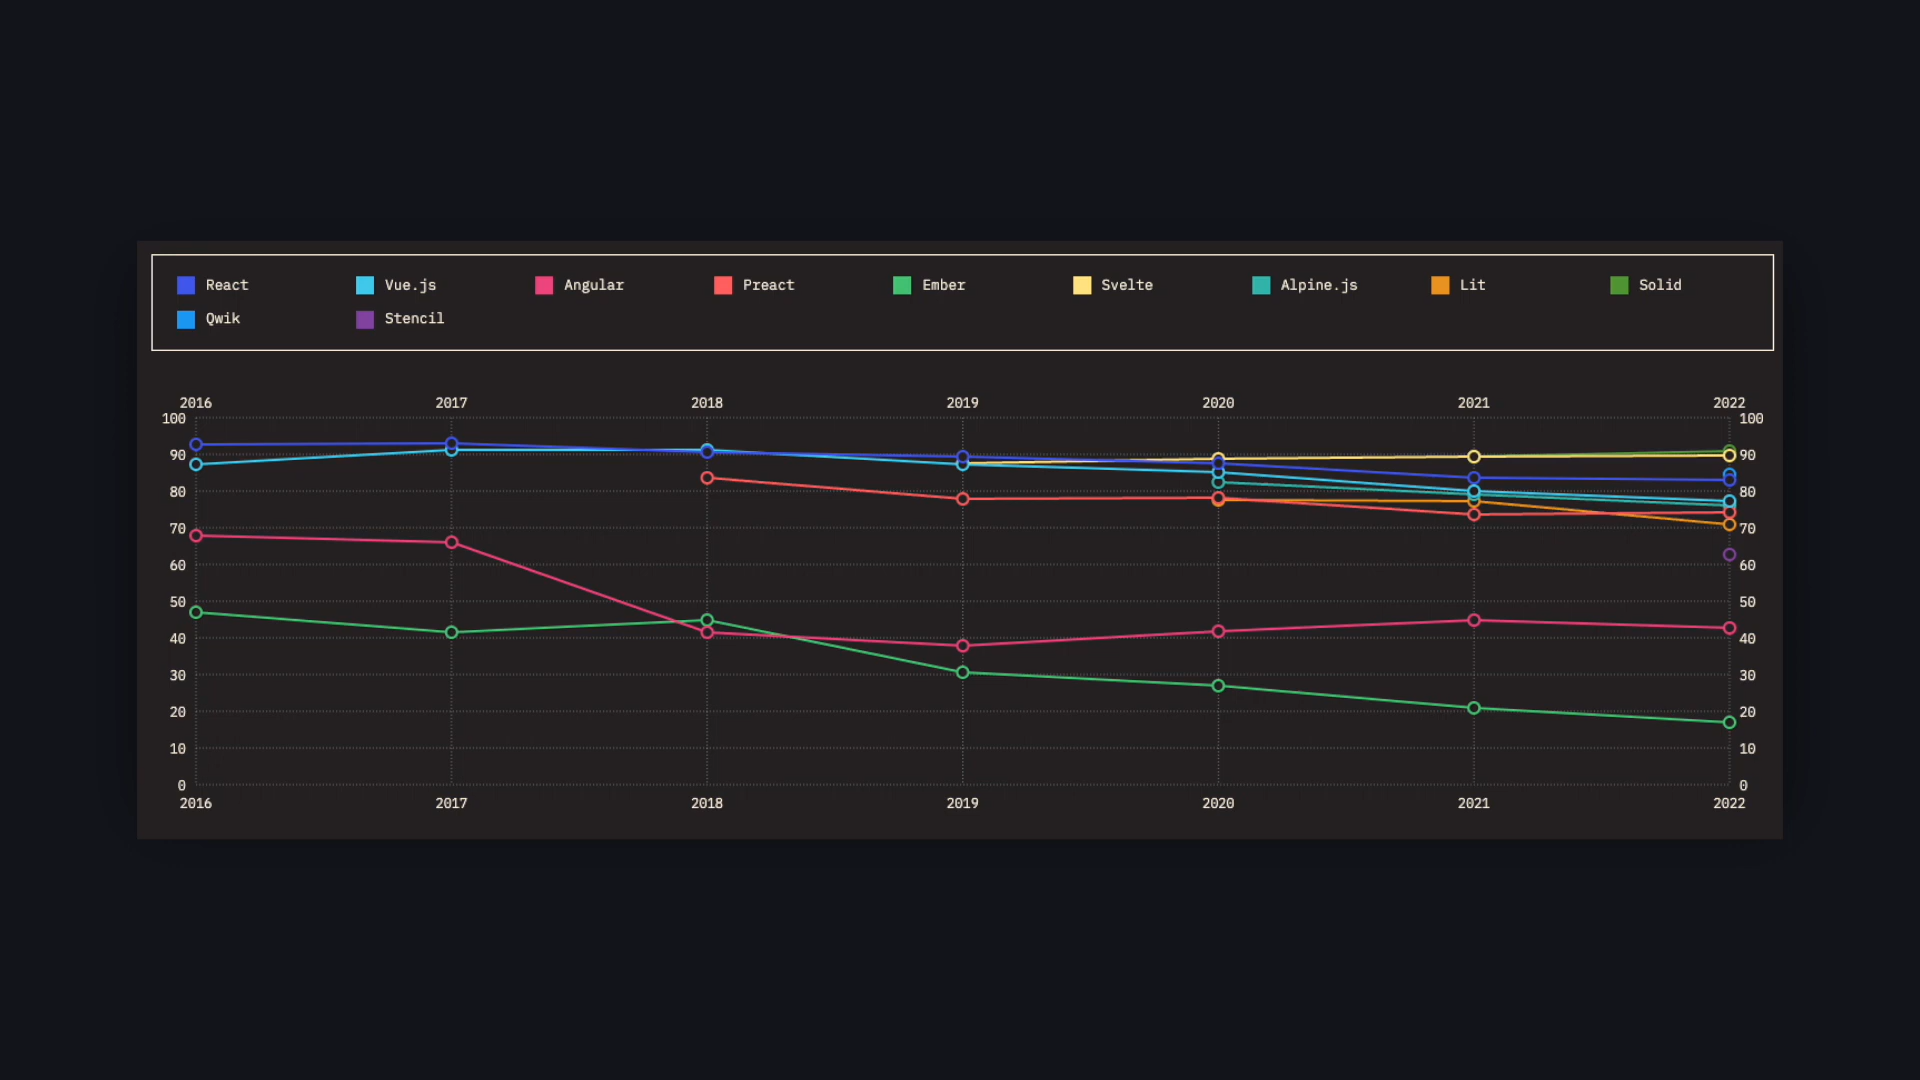 React Vue.js Angular Preact Ember Svelte Alpine.js Lit Solid
Qwik Stencil
2016 2017 2018 2019 2020 2021 2022
100 100
90 90
80 80
70 70
60 60
50 50
40 40
30 30
20 20
10 10
0 0
2016 2017 2018 2019 2020 2021 2022